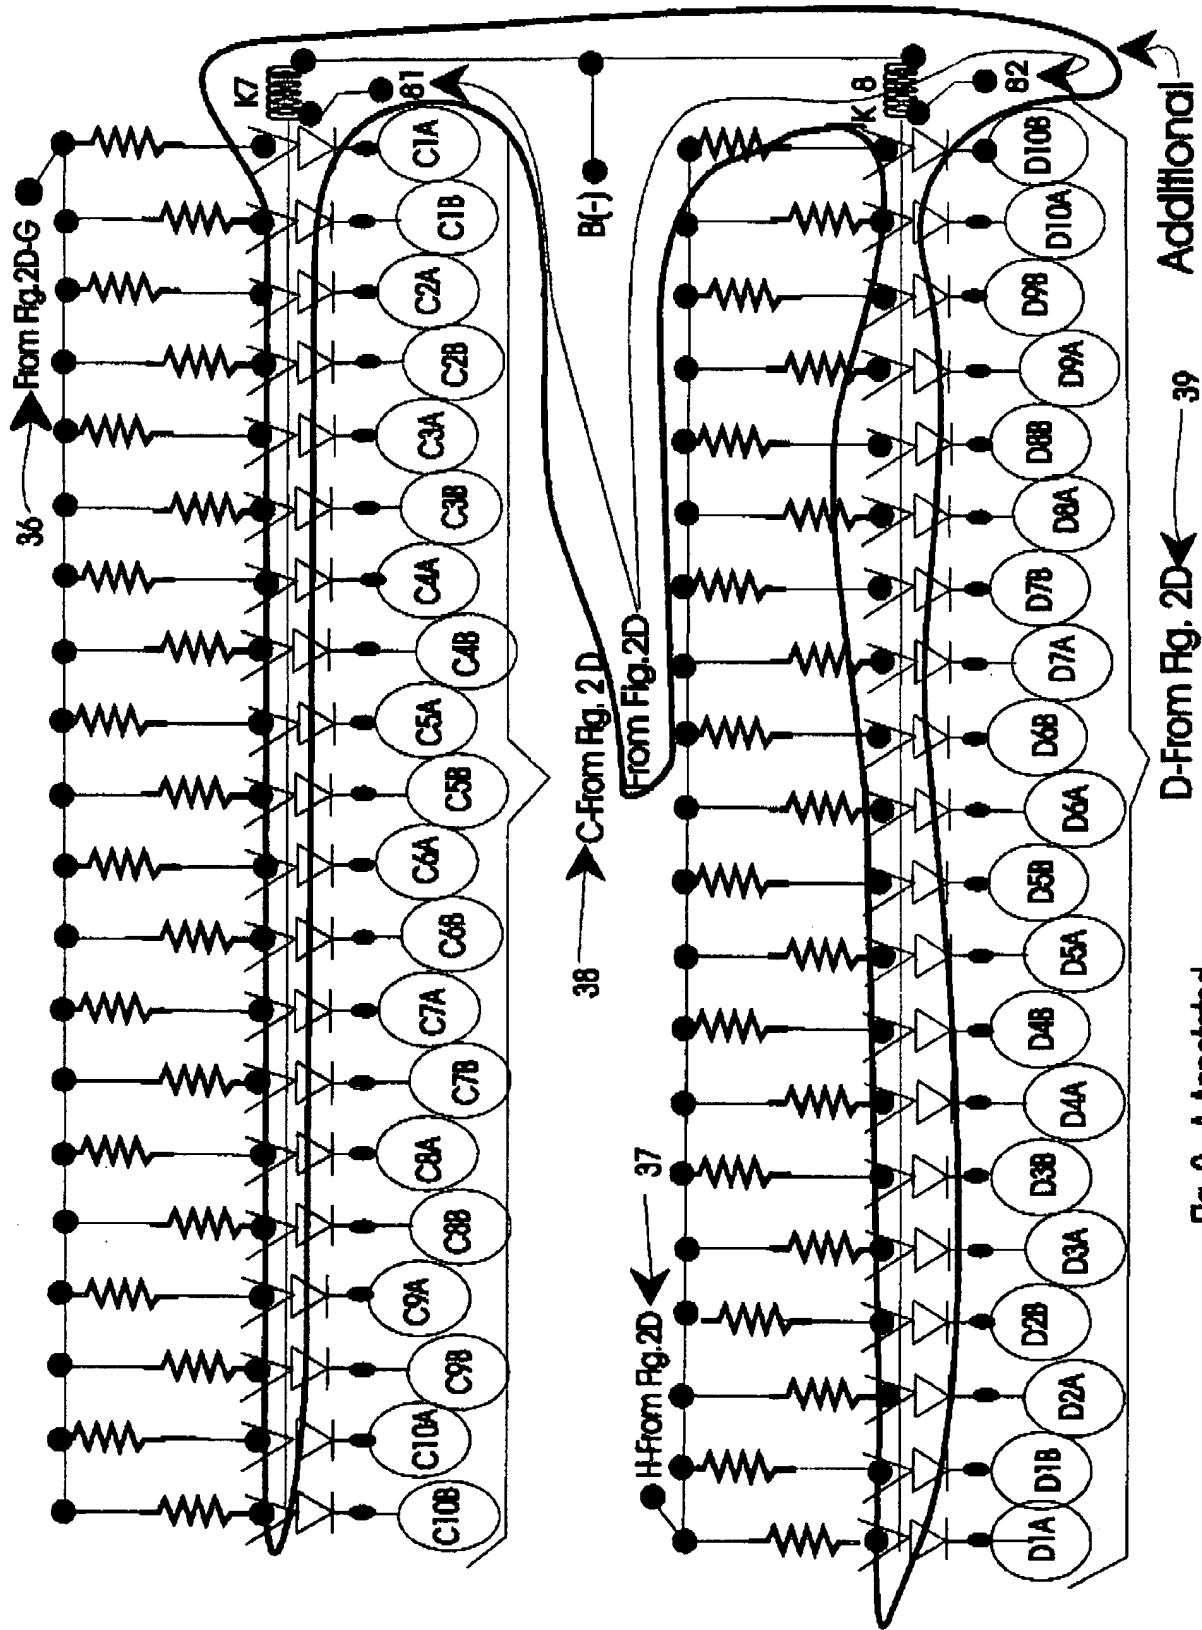 36 From Fig.2D-G
K7
81
C10B C10A C9B C9A C8B C8A C7B C7A C6B C6A C5B C5A C4B C4A C3B C3A C2B C2A C1B C1A
38 C-From Fig. 2 D
B(-)
From Fig.2D
H-From Fig.2D 37
K 8
82
D1A D1B D2A D2B D3A D3B D4A D4B D5A D5B D6A D6B D7A D7B D8A D8B D9A D9B D10A D10B
D-From Fig. 2D 39
Additional